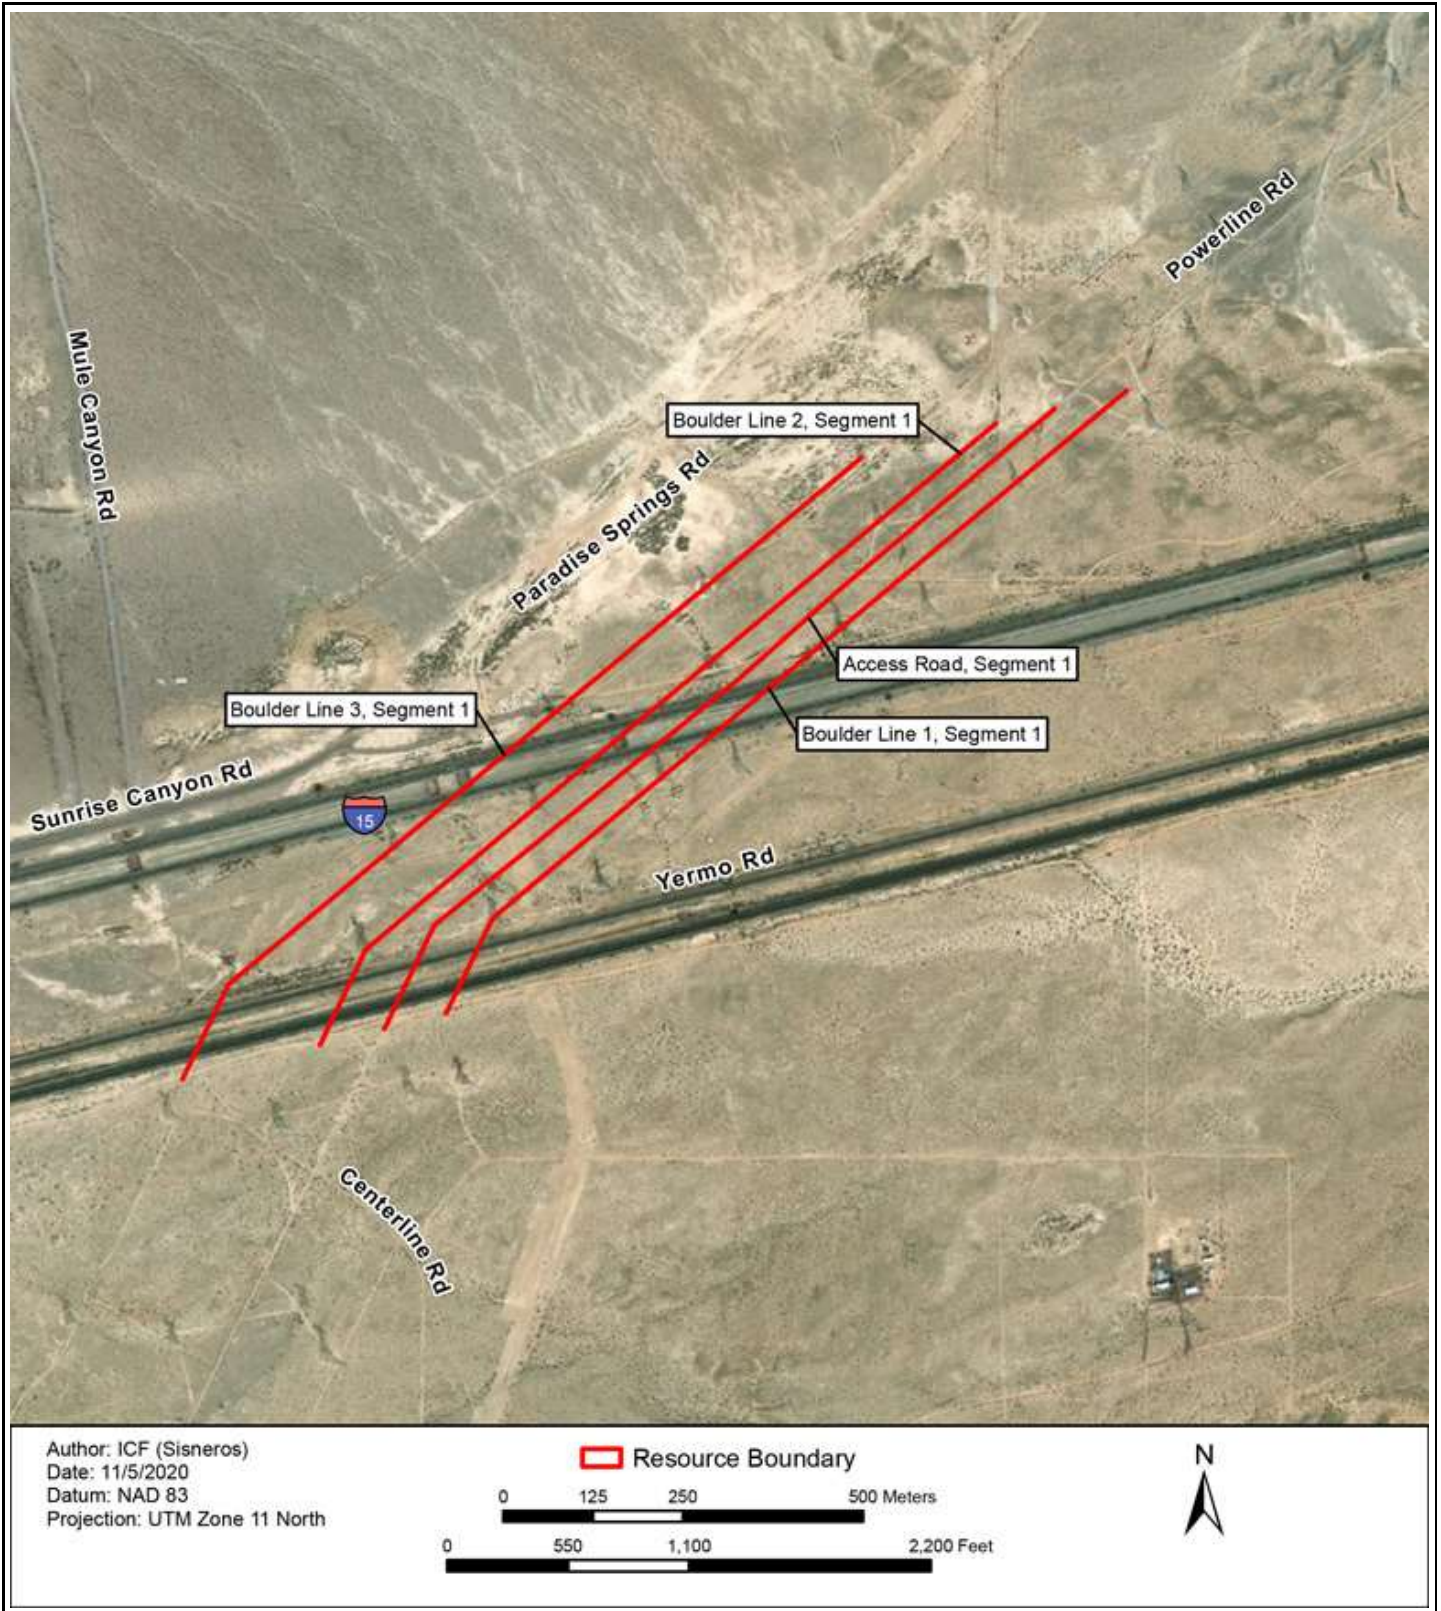 Powerline Rd
Mule Canyon Rd
Boulder Line 2, Segment 1
Paradise Springs Rd
Access Road, Segment 1
Boulder Line 3, Segment 1
Boulder Line 1, Segment 1
Sunrise Canyon Rd
15
Yermo Rd
Centerline Rd
Author: ICF (Sisneros)
Date: 11/5/2020
Datum: NAD 83
Projection: UTM Zone 11 North
Resource Boundary
0 125 250 500 Meters
0 550 1,100 2,200 Feet
N